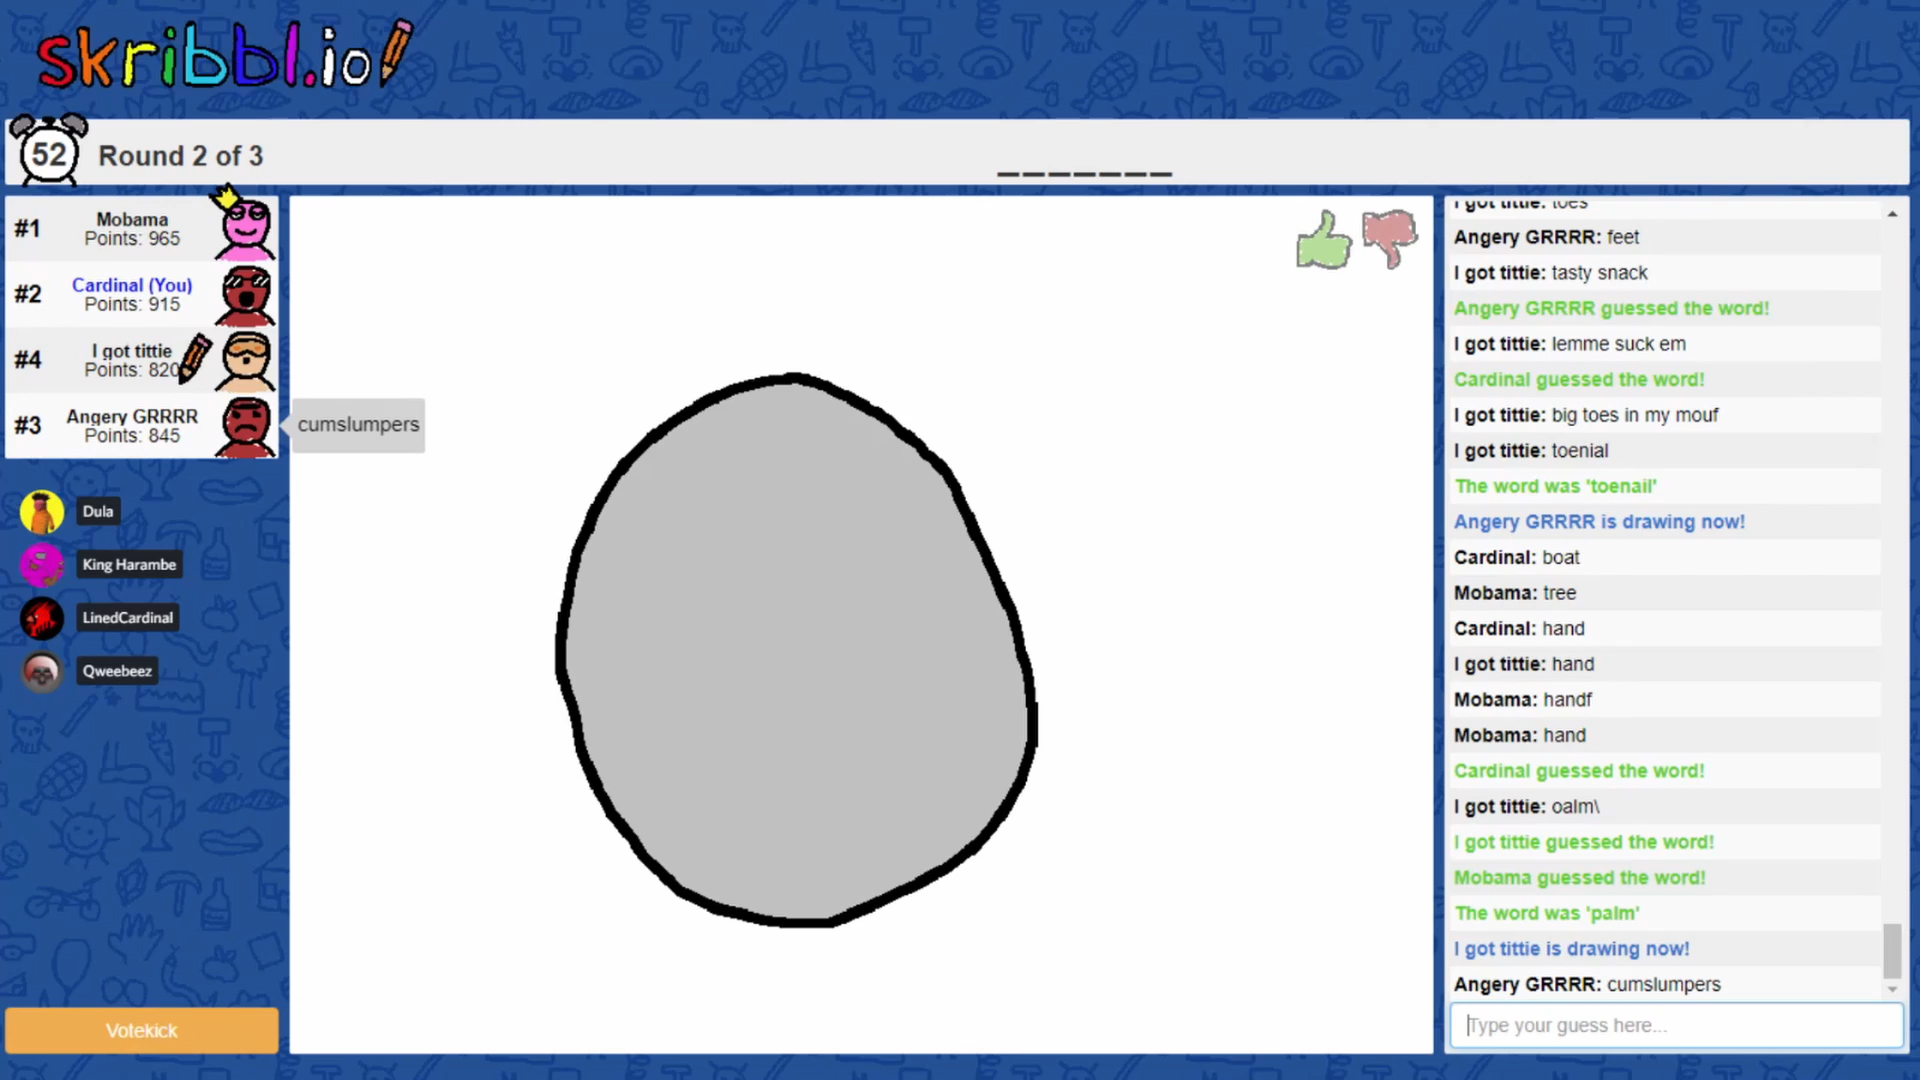 skribbl.io
52
Round 2 of 3
_______
#1
Mobama
Points: 965
#2
Cardinal (You)
Points: 915
#4
I got tittie
Points: 820
#3
Angery GRRRR
Points: 845
cumslumpers
Dula
King Harambe
LinedCardinal
Qweebeez
Votekick
I got tittie: toes
Angery GRRRR: feet
I got tittie: tasty snack
Angery GRRRR guessed the word!
I got tittie: lemme suck em
Cardinal guessed the word!
I got tittie: big toes in my mouf
I got tittie: toenial
The word was 'toenail'
Angery GRRRR is drawing now!
Cardinal: boat
Mobama: tree
Cardinal: hand
I got tittie: hand
Mobama: handf
Mobama: hand
Cardinal guessed the word!
I got tittie: oalm\
I got tittie guessed the word!
Mobama guessed the word!
The word was 'palm'
I got tittie is drawing now!
Angery GRRRR: cumslumpers
Type your guess here...